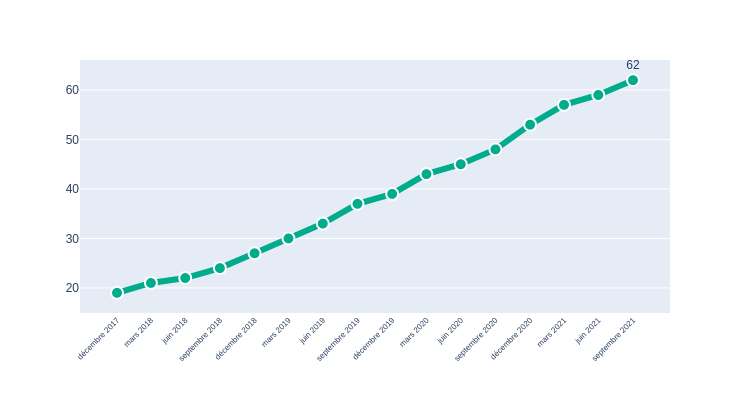 62
60
50
40
30
20
décembre 2017
mars 2018
juin 2018
septembre 2018
décembre 2018
mars 2019
juin 2019
septembre 2019
décembre 2019
mars 2020
juin 2020
septembre 2020
décembre 2020
mars 2021
juin 2021
septembre 2021